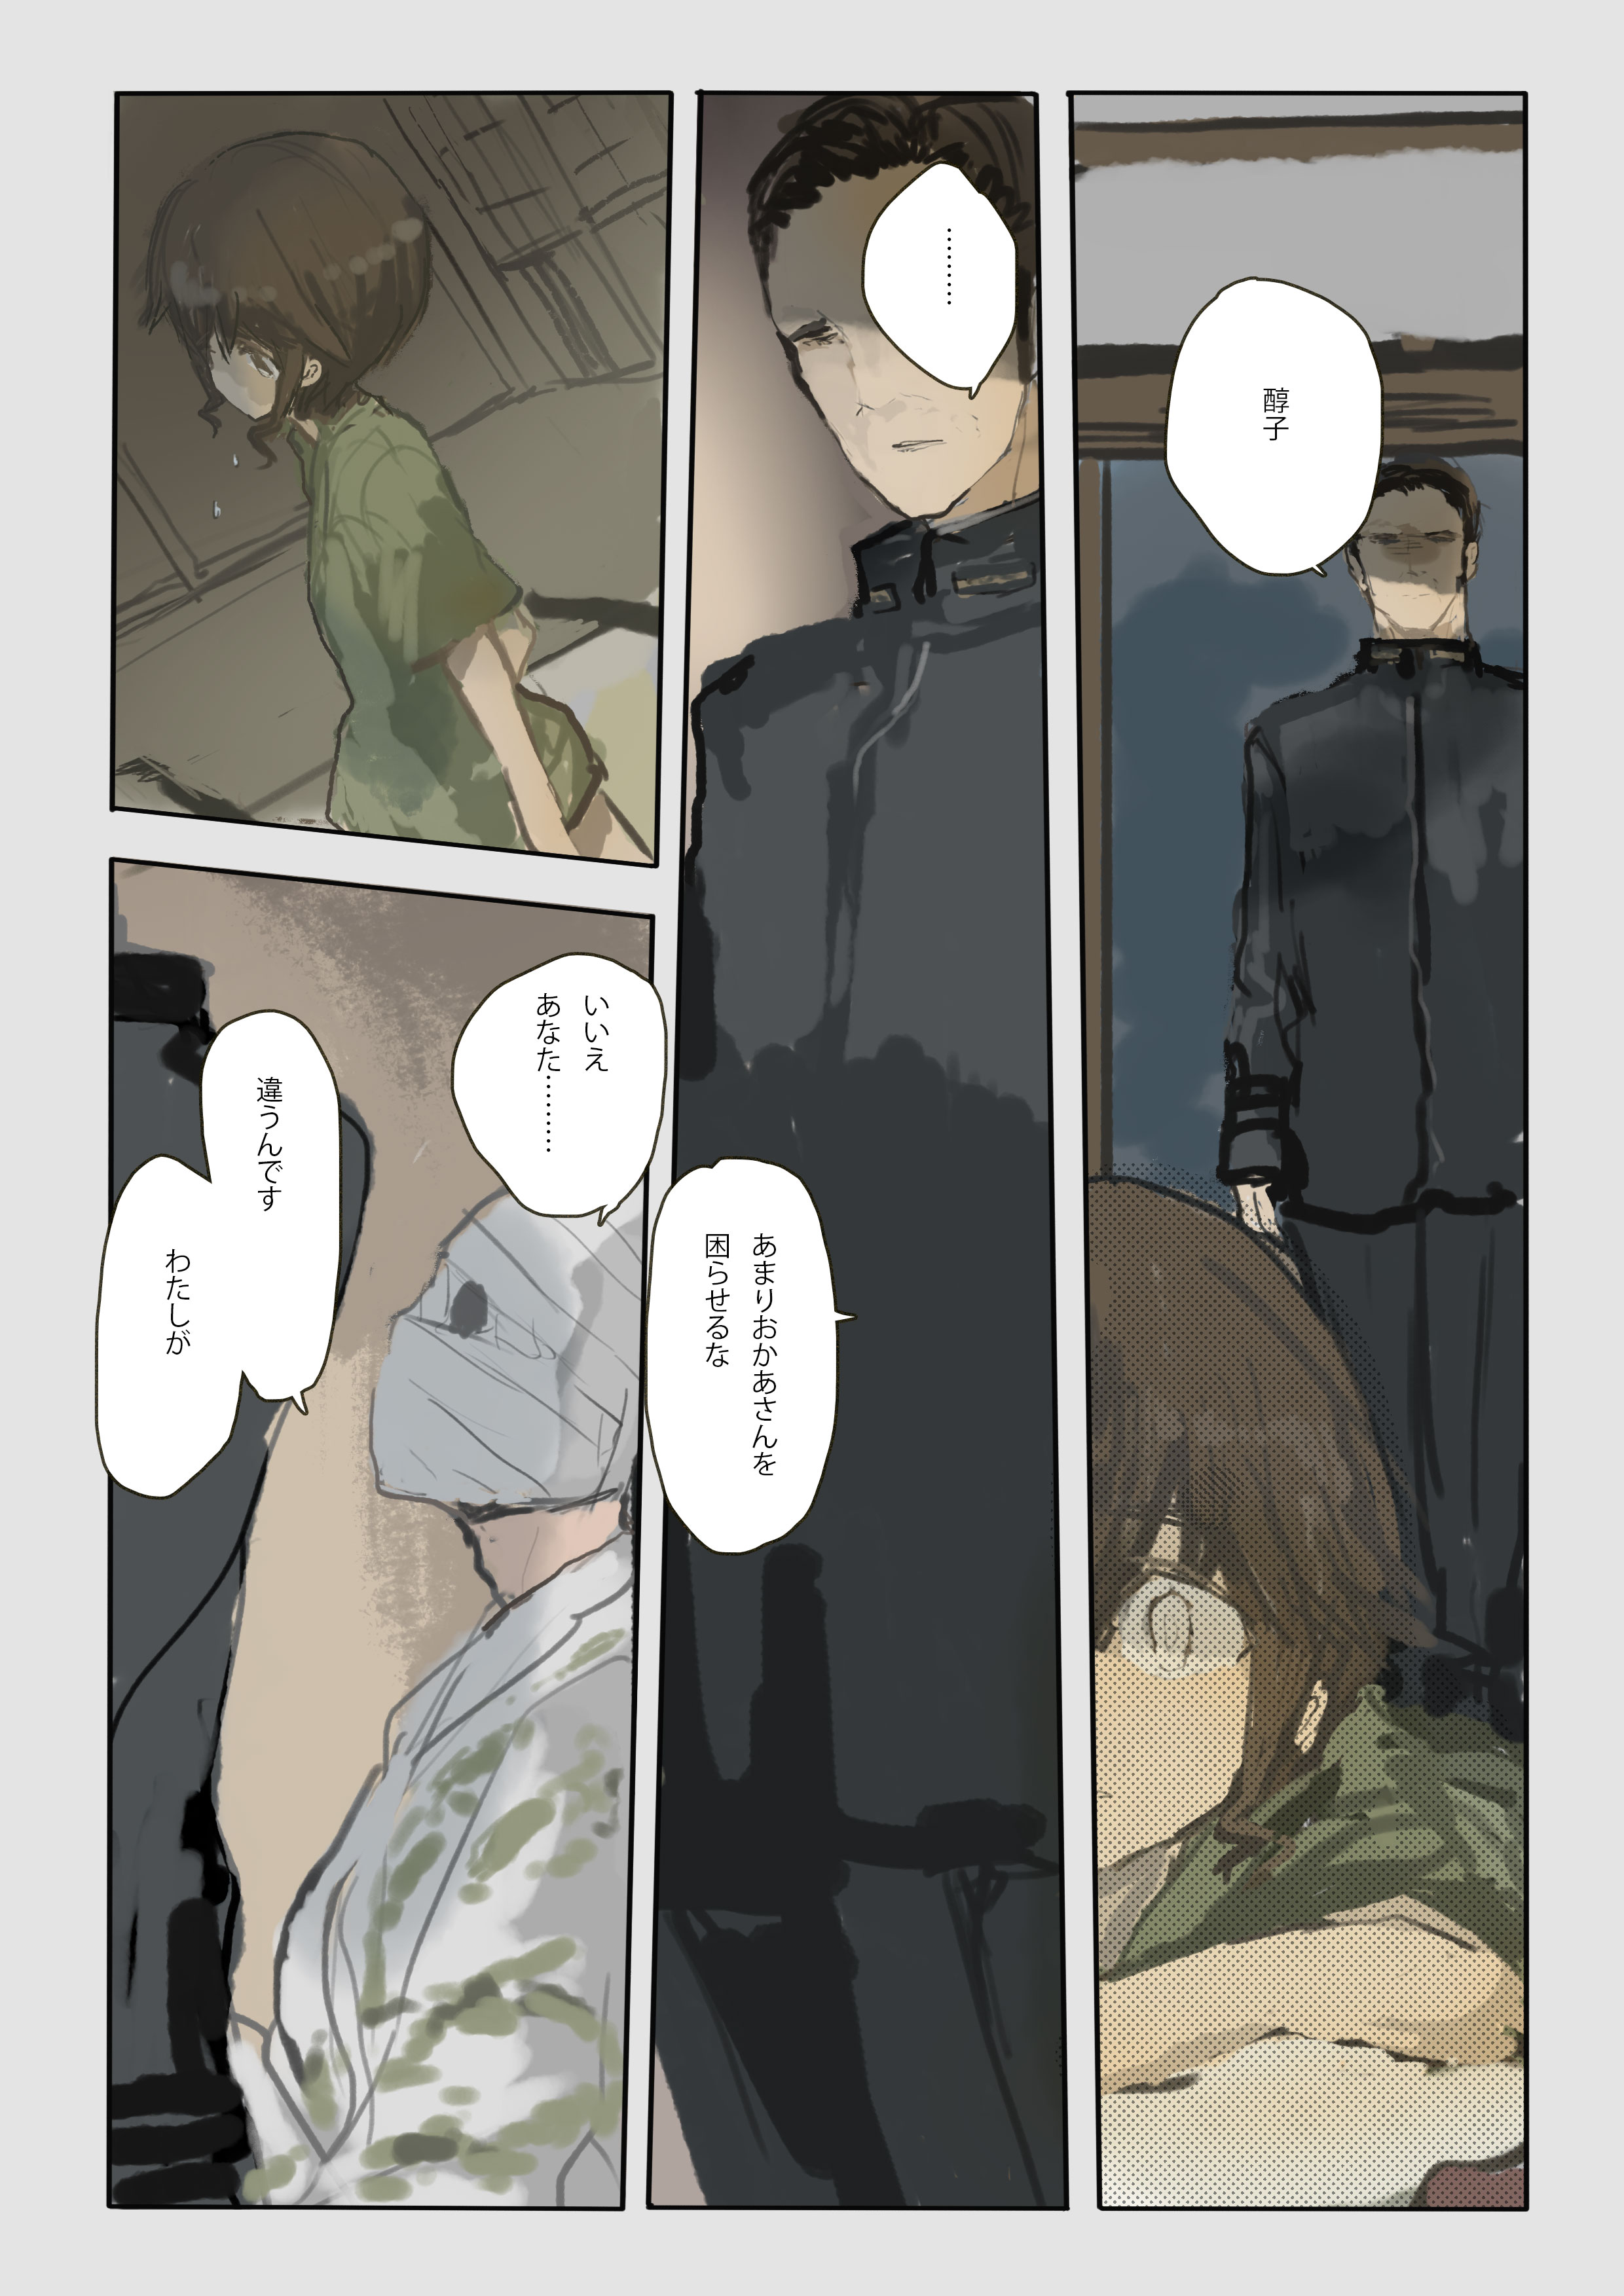 醇子
………
あまりおかあさんを
困らせるな
いいえ
あなた………
違うんです
わたしが